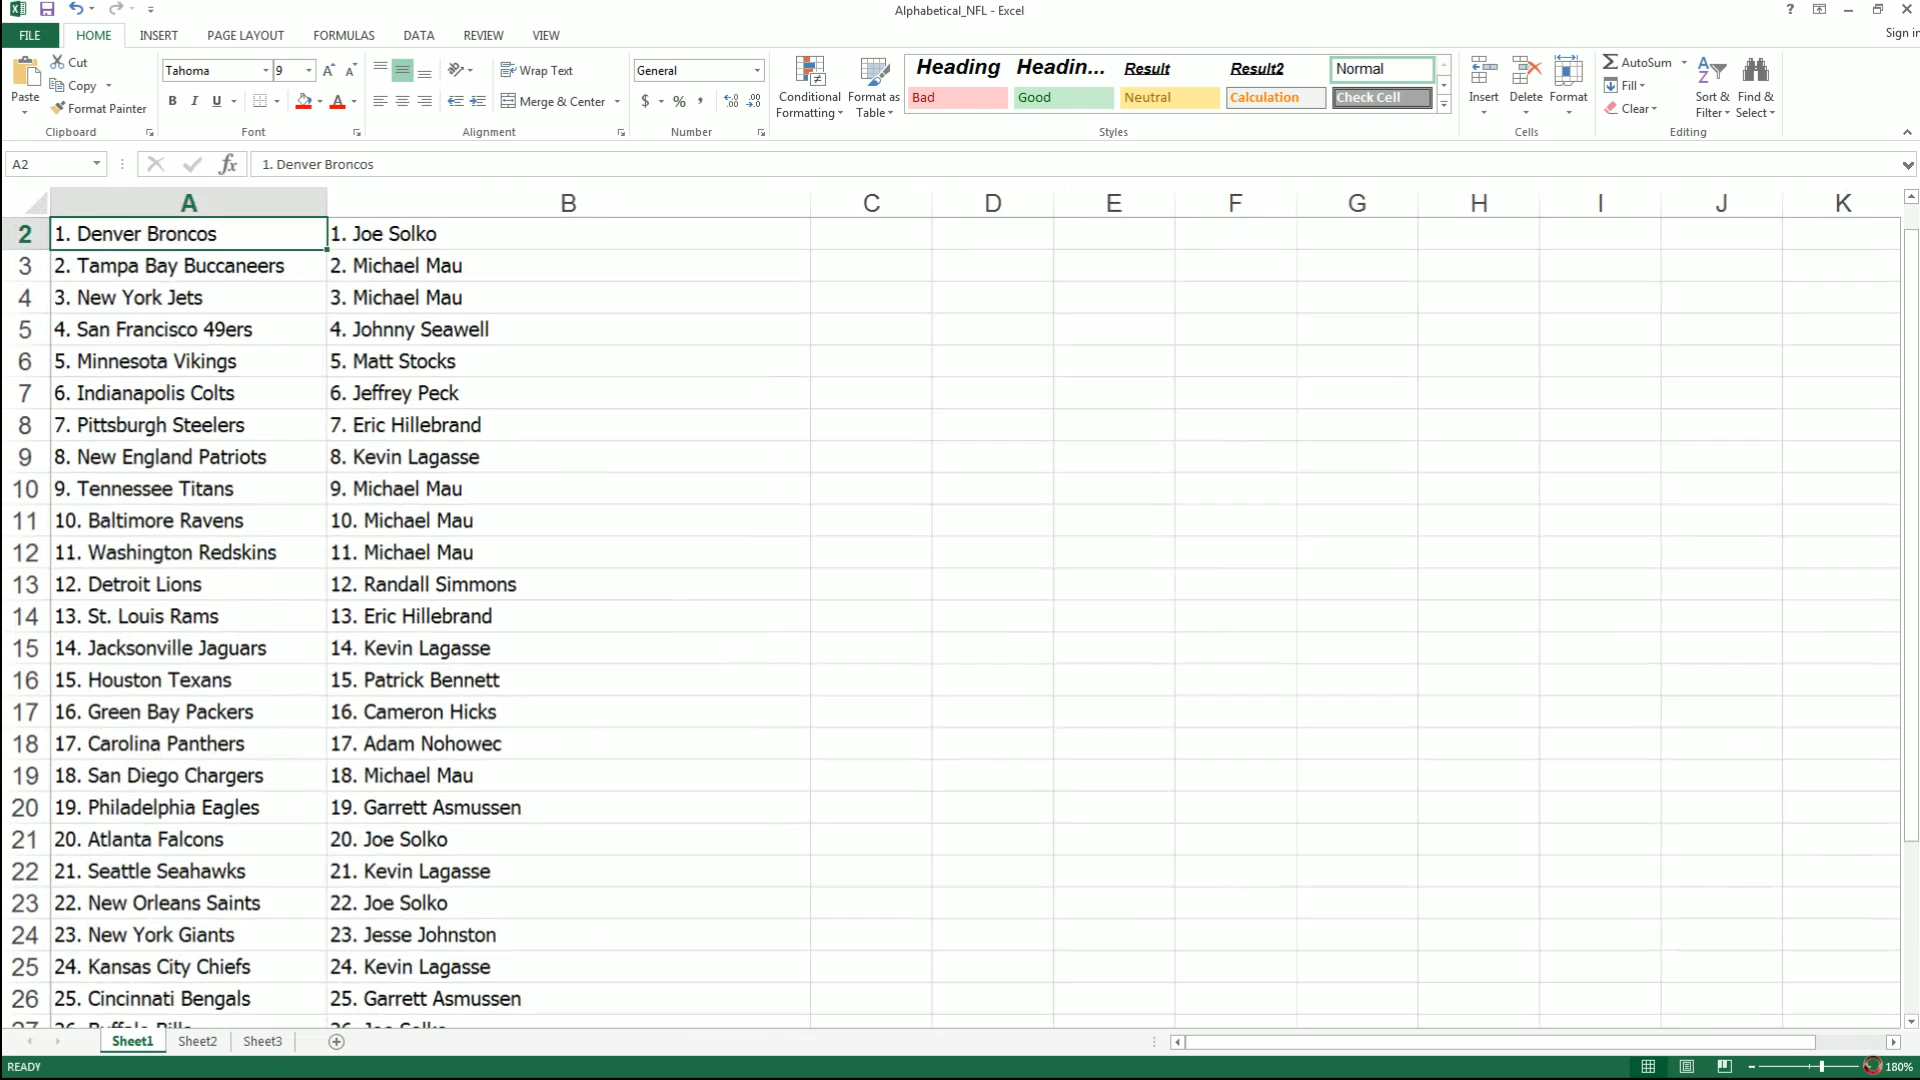 Alphabetical_NFL - Excel
?
Sign in
FILE HOME INSERT PAGE LAYOUT FORMULAS DATA REVIEW VIEW
Paste
Cut
Copy
Format Painter
Clipboard
Tahoma 9
B I U
Font
Wrap Text
Merge & Center
Alignment
General
$ % ,
Number
Conditional Formatting
Format as Table
Heading Headin... Result Result2 Normal
Bad Good Neutral Calculation Check Cell
Styles
Insert Delete Format
Cells
AutoSum
Fill
Clear
Sort & Filter
Find & Select
Editing
A2 fx 1. Denver Broncos
A B C D E F G H I J K
2 1. Denver Broncos 1. Joe Solko
3 2. Tampa Bay Buccaneers 2. Michael Mau
4 3. New York Jets 3. Michael Mau
5 4. San Francisco 49ers 4. Johnny Seawell
6 5. Minnesota Vikings 5. Matt Stocks
7 6. Indianapolis Colts 6. Jeffrey Peck
8 7. Pittsburgh Steelers 7. Eric Hillebrand
9 8. New England Patriots 8. Kevin Lagasse
10 9. Tennessee Titans 9. Michael Mau
11 10. Baltimore Ravens 10. Michael Mau
12 11. Washington Redskins 11. Michael Mau
13 12. Detroit Lions 12. Randall Simmons
14 13. St. Louis Rams 13. Eric Hillebrand
15 14. Jacksonville Jaguars 14. Kevin Lagasse
16 15. Houston Texans 15. Patrick Bennett
17 16. Green Bay Packers 16. Cameron Hicks
18 17. Carolina Panthers 17. Adam Nohowec
19 18. San Diego Chargers 18. Michael Mau
20 19. Philadelphia Eagles 19. Garrett Asmussen
21 20. Atlanta Falcons 20. Joe Solko
22 21. Seattle Seahawks 21. Kevin Lagasse
23 22. New Orleans Saints 22. Joe Solko
24 23. New York Giants 23. Jesse Johnston
25 24. Kansas City Chiefs 24. Kevin Lagasse
26 25. Cincinnati Bengals 25. Garrett Asmussen
27 26. Buffalo Bills 26. Joe Solko
Sheet1 Sheet2 Sheet3
READY 180%